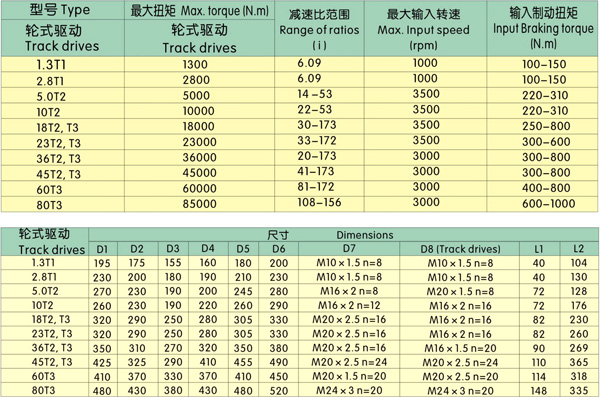 型号 Type 最大扭矩 Max. torque (N.m) 减速比范围 最大输入转速 输入制动扭矩
轮式驱动 轮式驱动 Range of ratios Max. Input speed Input Braking torque
Track drives Track drives ( i ) (rpm) (N.m)
1.3T1 1300 6.09 1000 100-150
2.8T1 2800 6.09 1000 100-150
5.0T2 5000 14-53 3500 220-310
10T2 10000 22-53 3500 220-310
18T2, T3 18000 30-173 3500 250-800
23T2, T3 23000 33-172 3500 300-600
36T2, T3 36000 20-173 3000 300-800
45T2, T3 45000 41-173 3000 300-800
60T3 60000 81-172 3000 400-800
80T3 85000 108-156 3000 600-1000
轮式驱动 尺寸 Dimensions
Track drives D1 D2 D3 D4 D5 D6 D7 D8 (Track drives) L1 L2
1.3T1 195 175 155 160 180 200 M10×1.5 n=8 M10×1.5 n=8 40 104
2.8T1 230 200 180 190 210 230 M10×1.5 n=8 M10×1.5 n=8 40 130
5.0T2 270 230 190 200 245 280 M16×2 n=8 M20×1.5 n=8 72 128
10T2 260 230 190 220 260 290 M16×2 n=12 M16×2 n=16 72 176
18T2, T3 320 290 250 280 305 330 M20×2.5 n=16 M16×2 n=16 82 230
23T2, T3 320 290 250 280 305 330 M20×2.5 n=16 M16×2 n=16 82 260
36T2, T3 350 310 270 320 350 380 M20×2.5 n=16 M16×1.5 n=20 90 269
45T2, T3 425 325 290 410 455 490 M20×2.5 n=24 M20×2.5 n=24 110 365
60T3 410 370 330 370 410 450 M20×1.5 n=20 M20×2.5 n=20 114 318
80T3 480 430 380 430 480 520 M24×3 n=20 M24×3 n=20 148 335